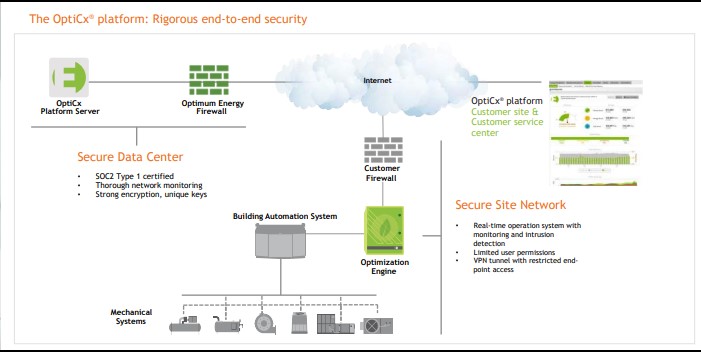 The OptiCx® platform: Rigorous end-to-end security
Internet
OptiCx
Platform Server
Optimum Energy
Firewall
OptiCx® platform
Customer site &
Customer service
center
Secure Data Center
• SOC2 Type 1 certified
• Thorough network monitoring
• Strong encryption, unique keys
Customer
Firewall
Building Automation System
Optimization
Engine
Secure Site Network
• Real-time operation system with
monitoring and intrusion
detection
• Limited user permissions
• VPN tunnel with restricted end-
point access
Mechanical
Systems